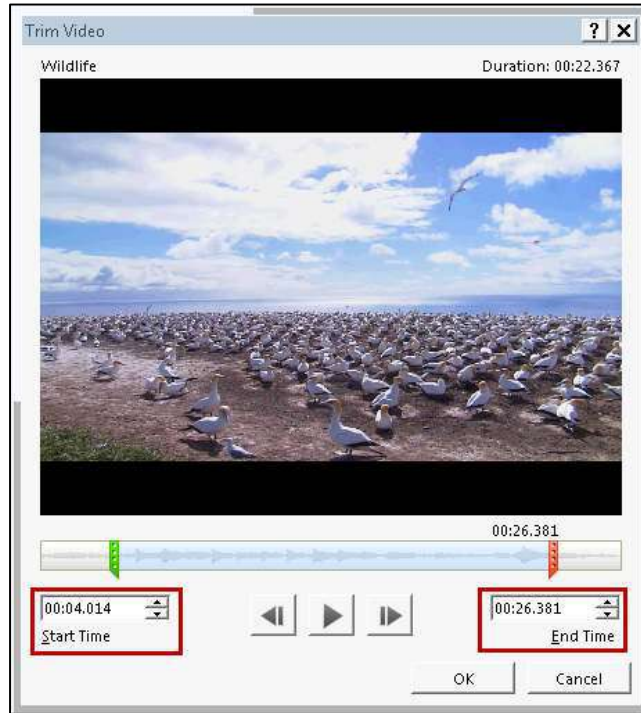 Trim Video
Wildlife Duration: 00:22.367
00:26.381
00:04.014 00:26.381
Start Time End Time
OK Cancel